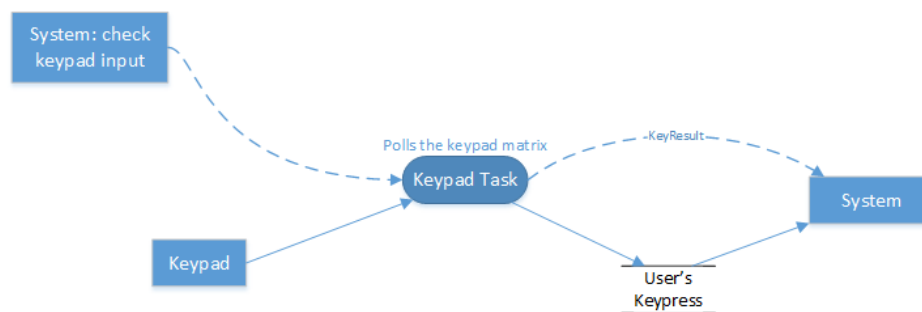 System: check
keypad input
Polls the keypad matrix
KeyResult
Keypad Task
System
Keypad
User's
Keypress